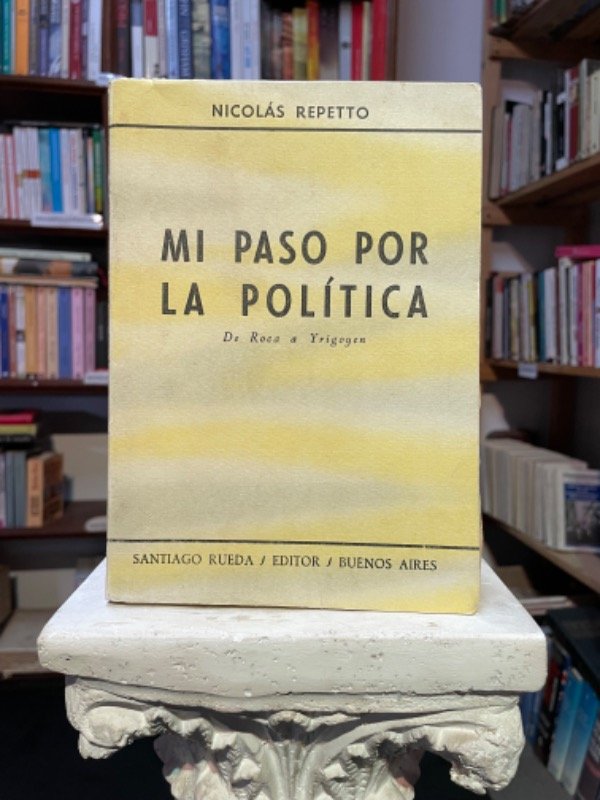 NICOLÁS REPETTO
MI PASO POR
LA POLÍTICA
De Roca a Yrigoyen
SANTIAGO RUEDA / EDITOR / BUENOS AIRES